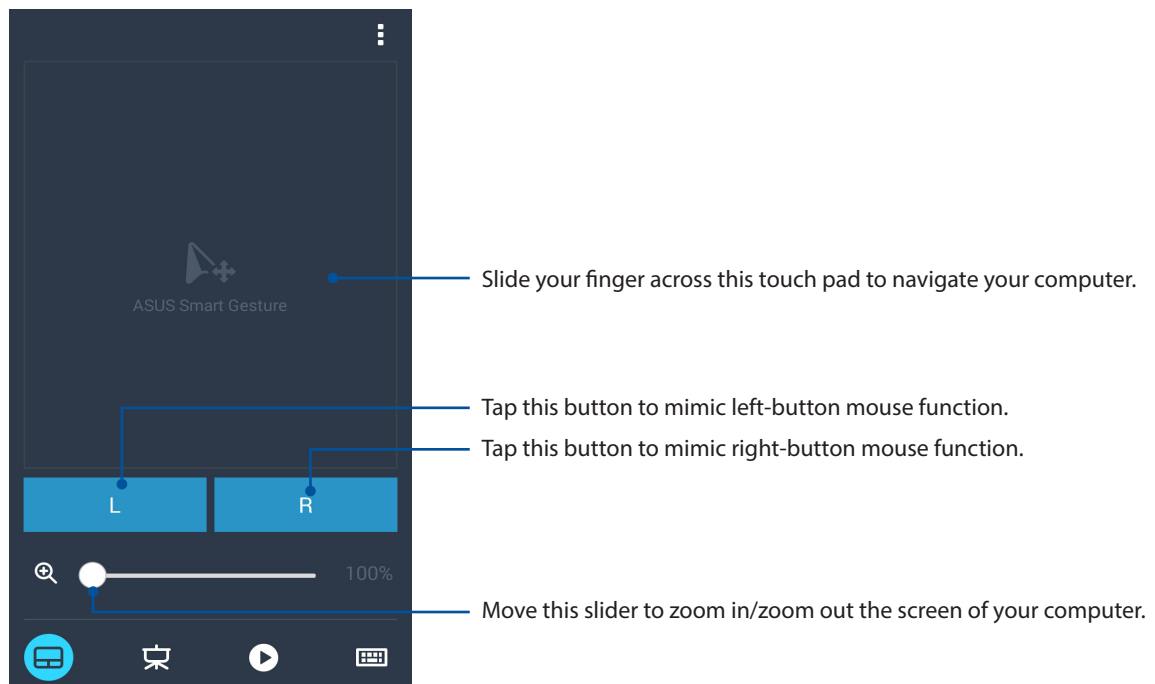 Slide your finger across this touch pad to navigate your computer.
ASUS Smart Gesture
Tap this button to mimic left-button mouse function.
Tap this button to mimic right-button mouse function.
L
R
100%
Move this slider to zoom in/zoom out the screen of your computer.